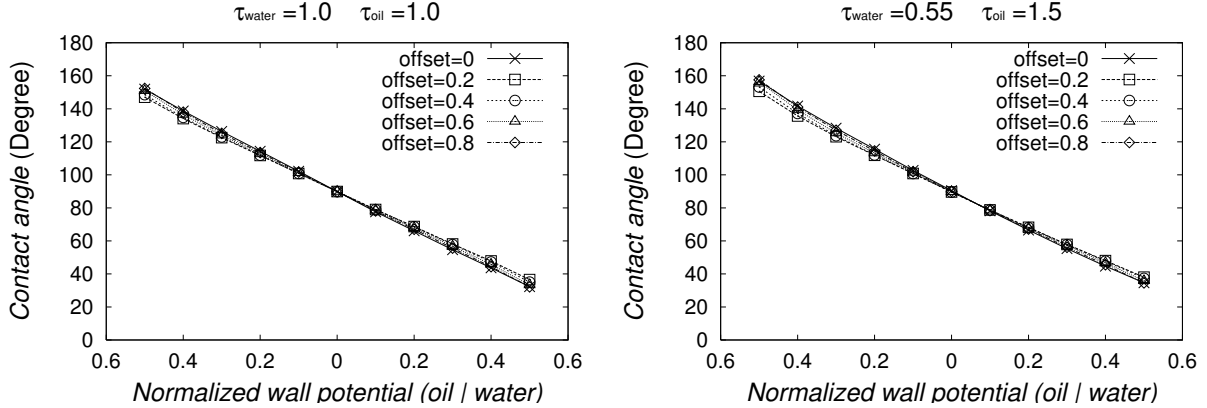 τwater =1.0 τoil =1.0
180
160
140
120
100
80
60
40
20
0
Contact angle (Degree)
offset=0
offset=0.2
offset=0.4
offset=0.6
offset=0.8
0.6 0.4 0.2 0 0.2 0.4 0.6
Normalized wall potential (oil | water)
τwater =0.55 τoil =1.5
180
160
140
120
100
80
60
40
20
0
Contact angle (Degree)
offset=0
offset=0.2
offset=0.4
offset=0.6
offset=0.8
0.6 0.4 0.2 0 0.2 0.4 0.6
Normalized wall potential (oil | water)